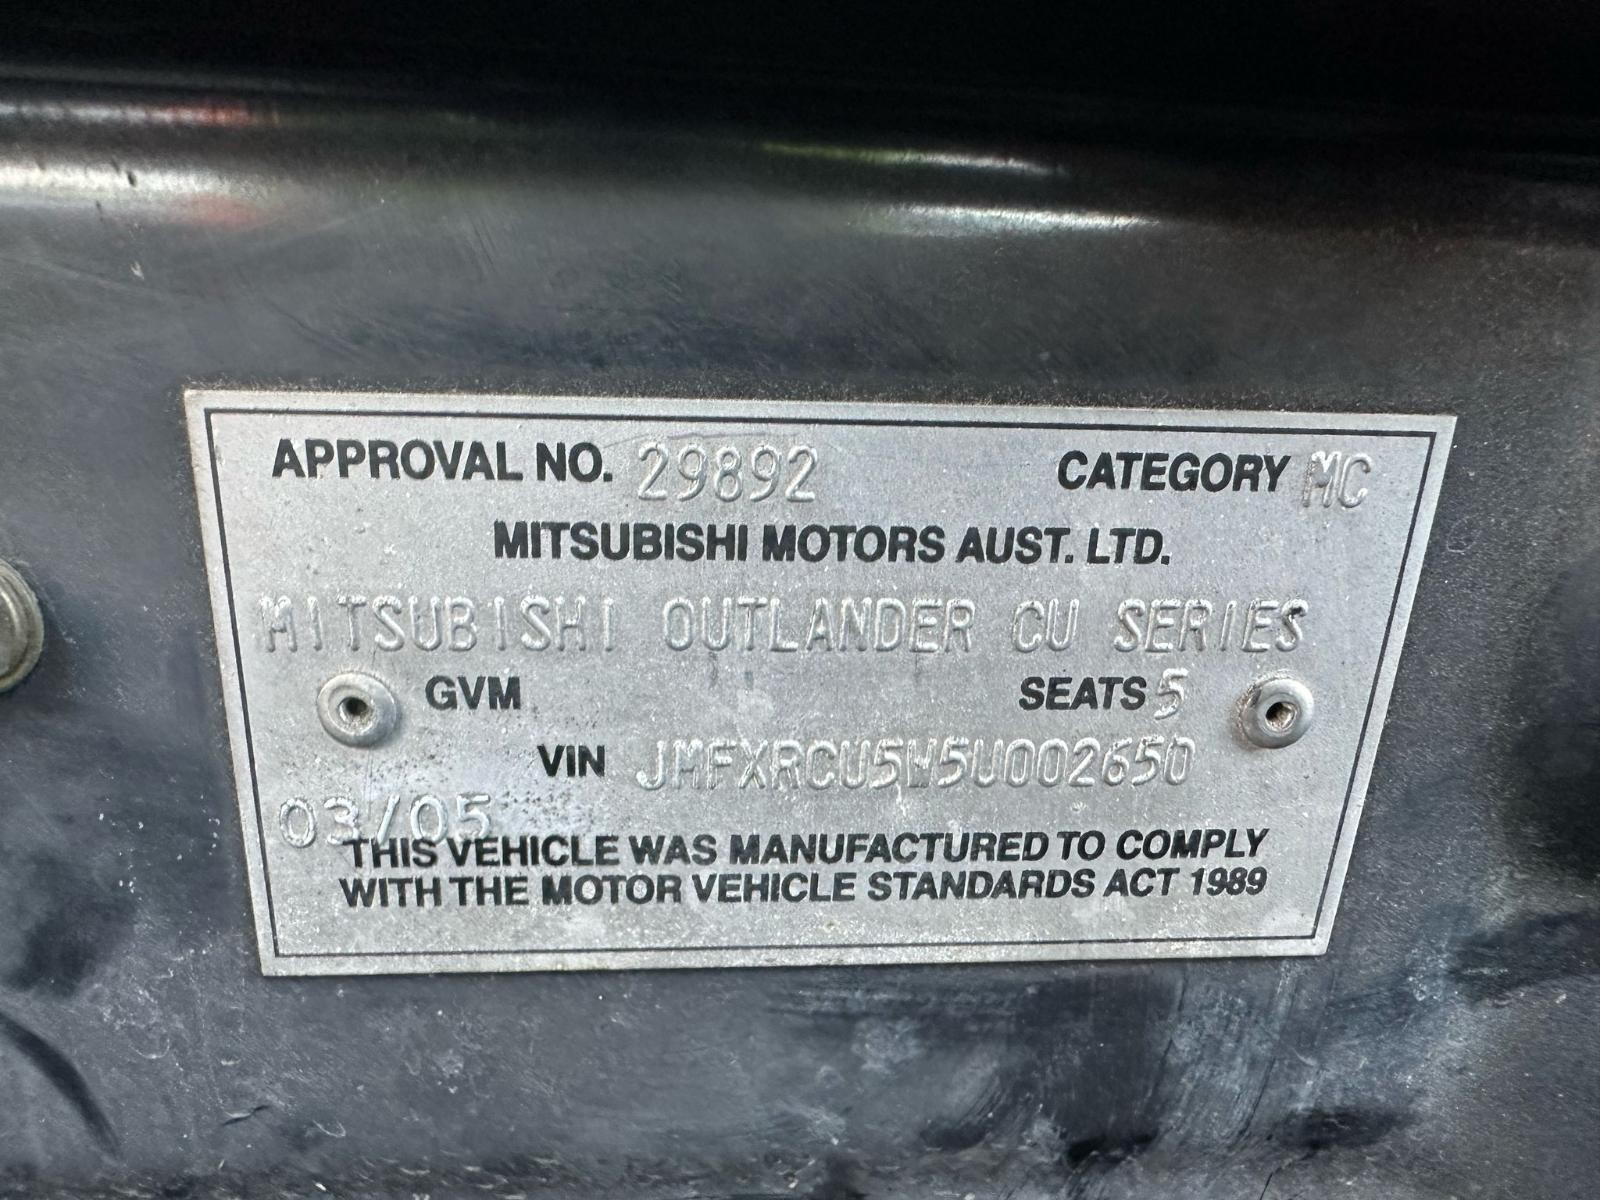 APPROVAL NO. 29892 CATEGORY MC
MITSUBISHI MOTORS AUST. LTD.
MITSUBISHI OUTLANDER CU SERIES
GVM SEATS 5
VIN JMFXRCU5W5U002650
03/05
THIS VEHICLE WAS MANUFACTURED TO COMPLY
WITH THE MOTOR VEHICLE STANDARDS ACT 1989